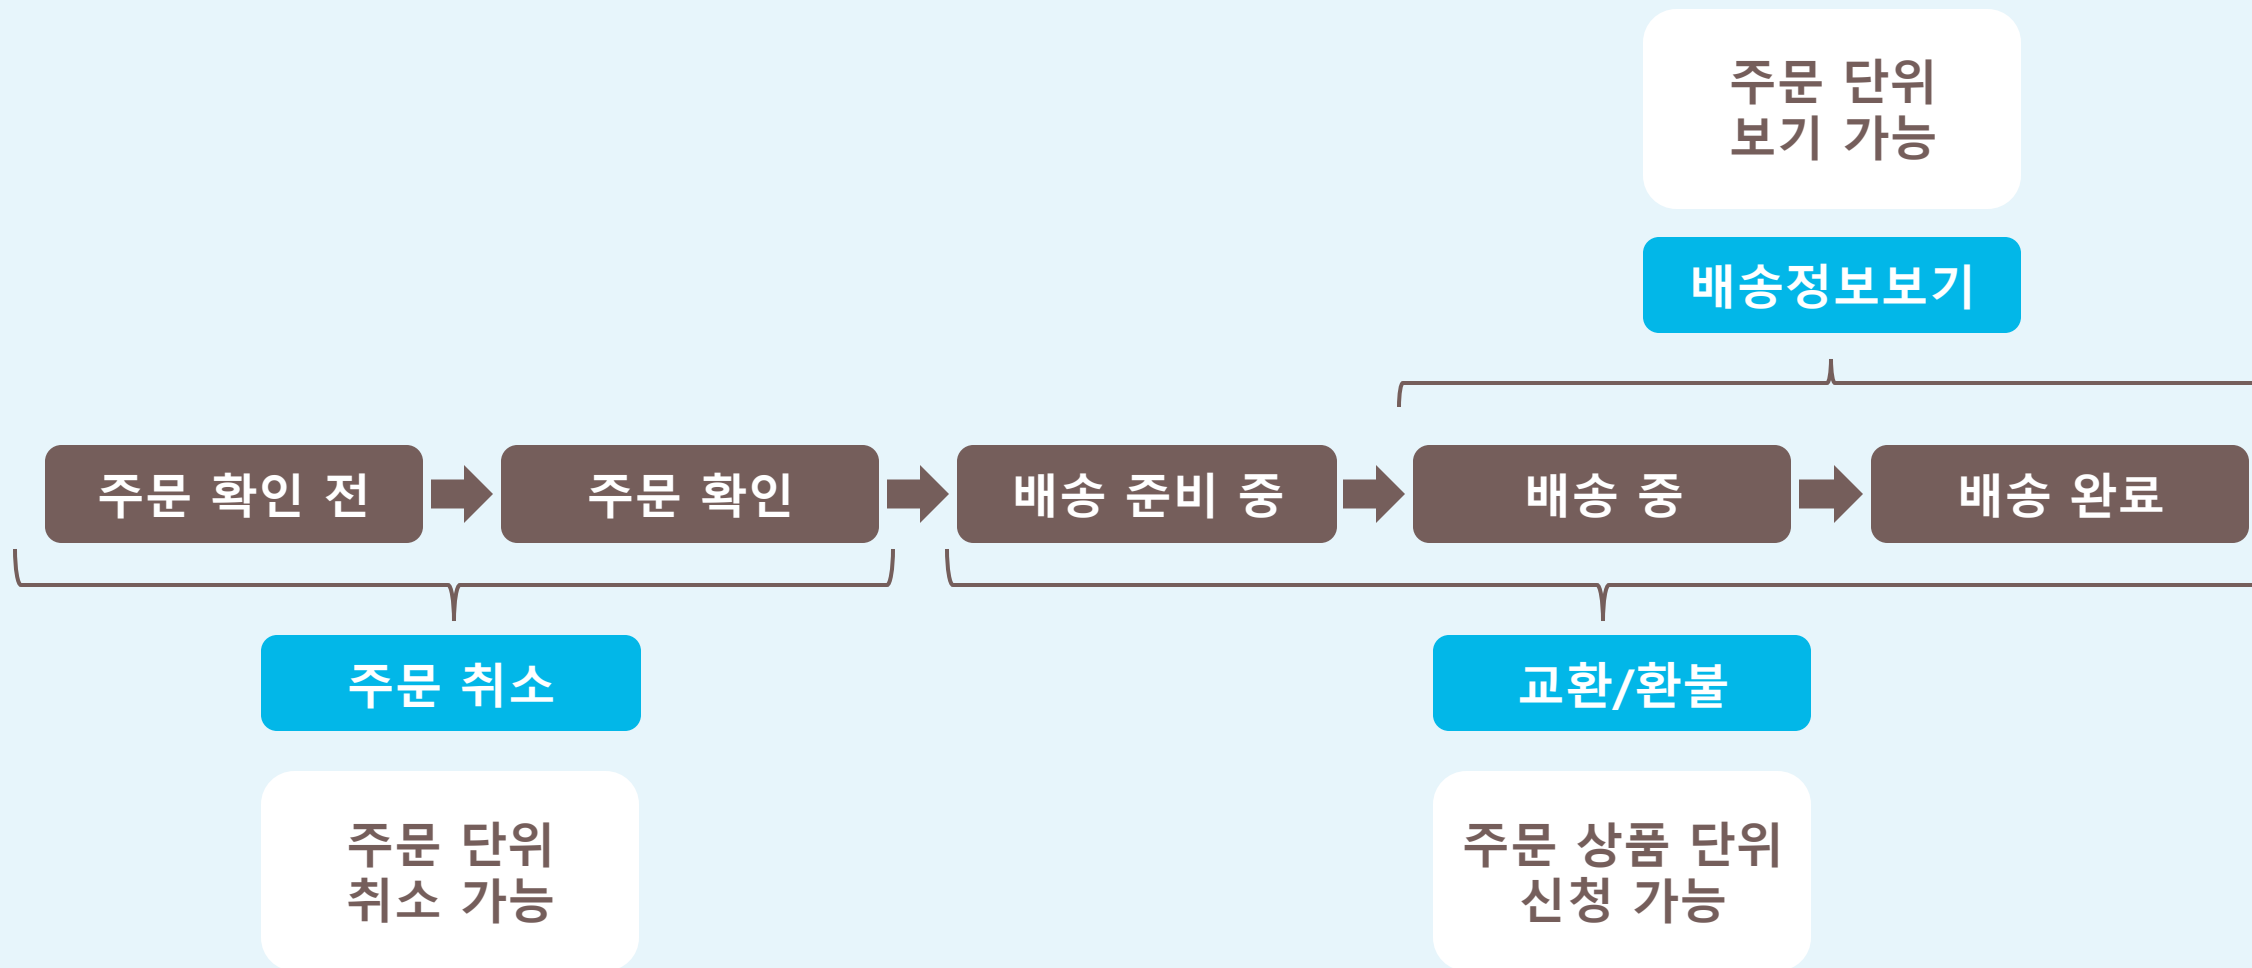 주문 단위
보기 가능
배송정보보기
주문 확인 전
주문 확인
배송 준비 중
배송 중
배송 완료
주문 취소
교환/환불
주문 단위
취소 가능
주문 상품 단위
신청 가능